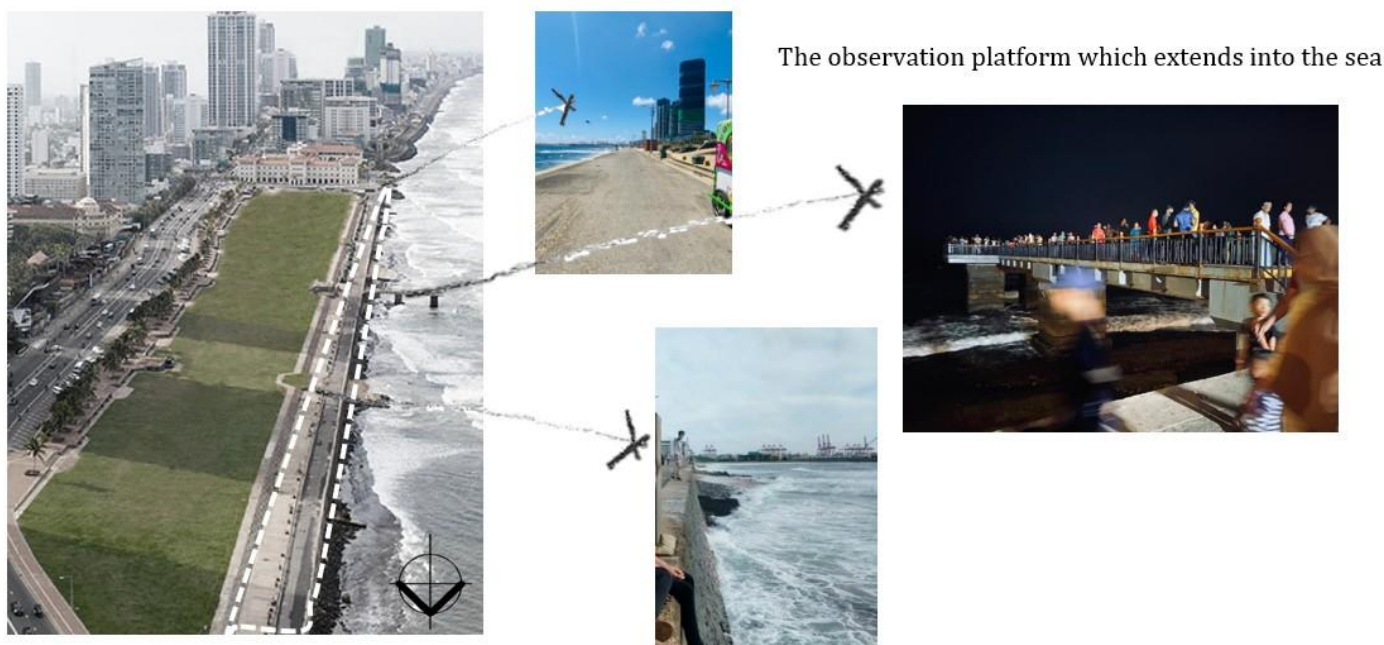 The observation platform which extends into the sea